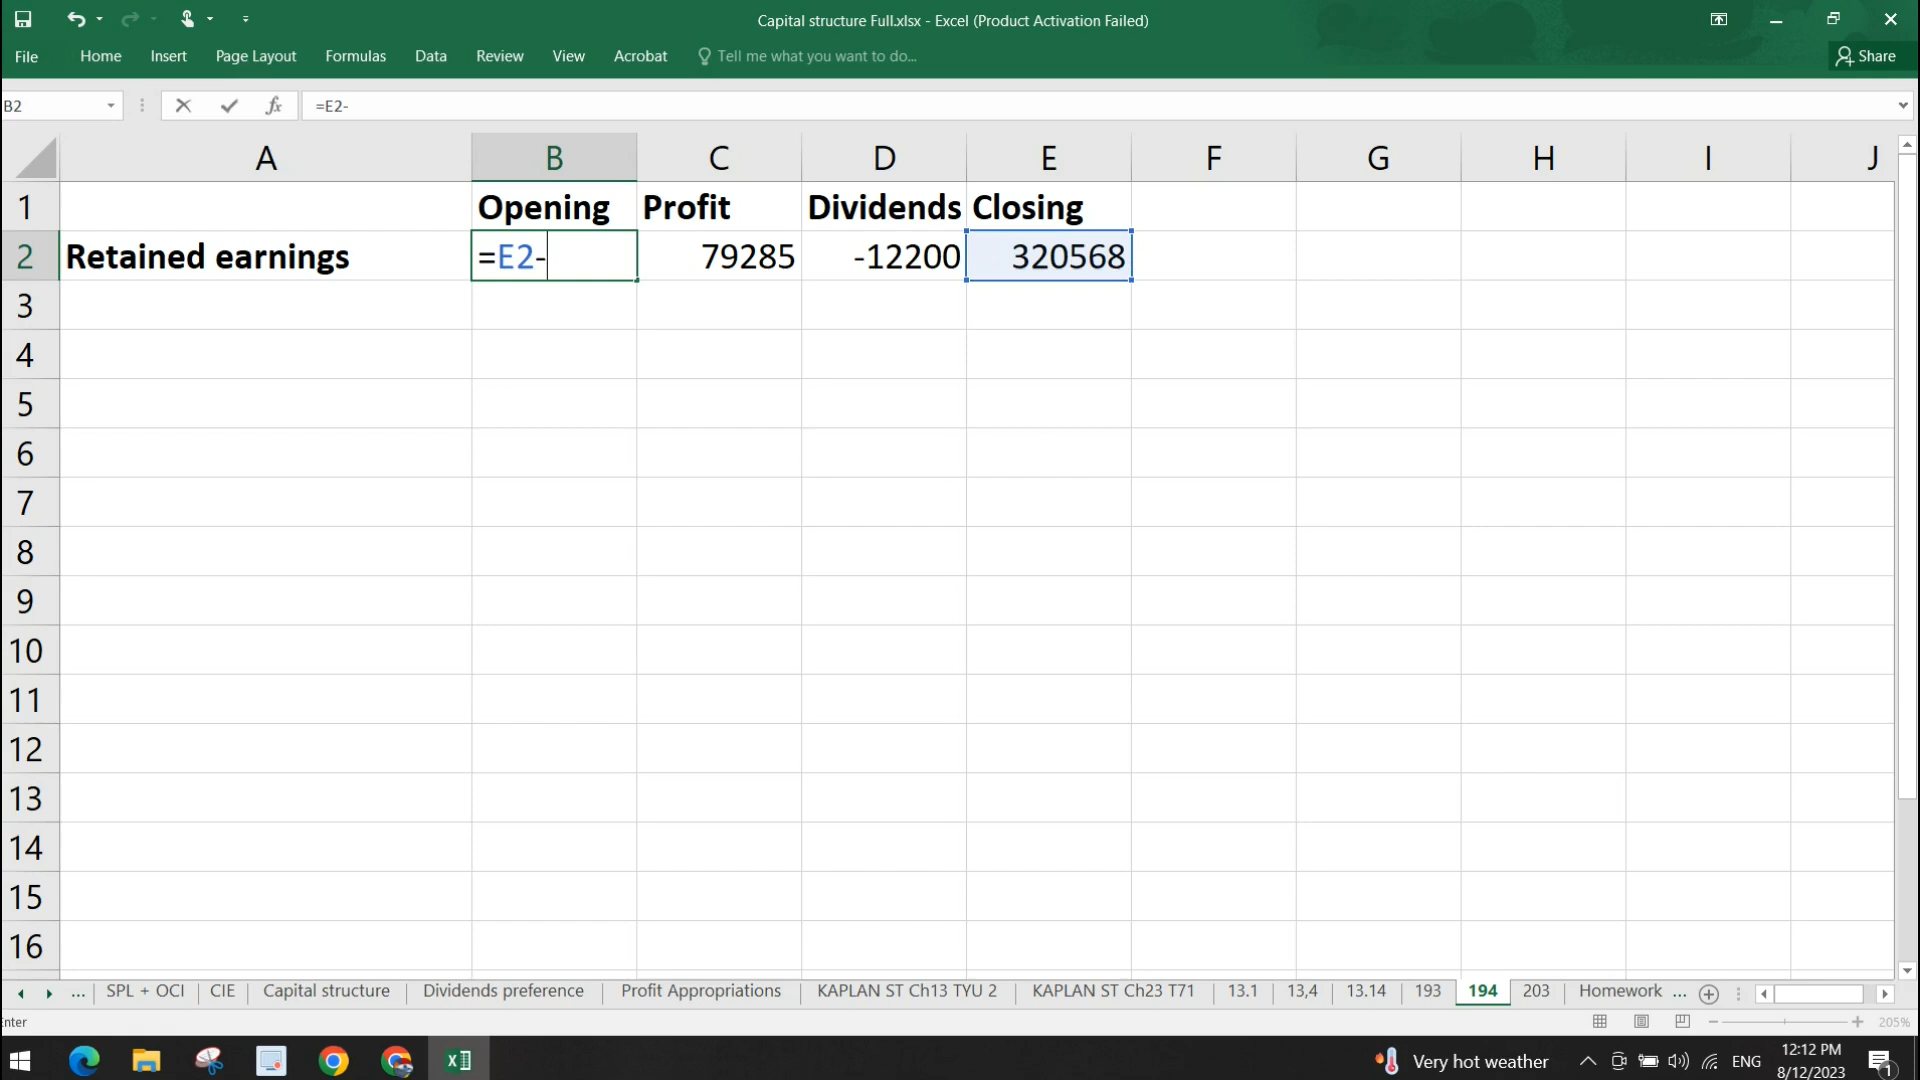 Capital structure Full.xlsx - Excel (Product Activation Failed)
File Home Insert Page Layout Formulas Data Review View Acrobat Tell me what you want to do... Share
B2 fx =E2-
A B C D E F G H I J
1 Opening Profit Dividends Closing
2 Retained earnings =E2- 79285 -12200 320568
3
4
5
6
7
8
9
10
11
12
13
14
15
16
... SPL + OCI CIE Capital structure Dividends preference Profit Appropriations KAPLAN ST Ch13 TYU 2 KAPLAN ST Ch23 T71 13.1 13,4 13.14 193 194 203 Homework ...
Enter 205%
Very hot weather ENG 12:12 PM
8/12/2023 1